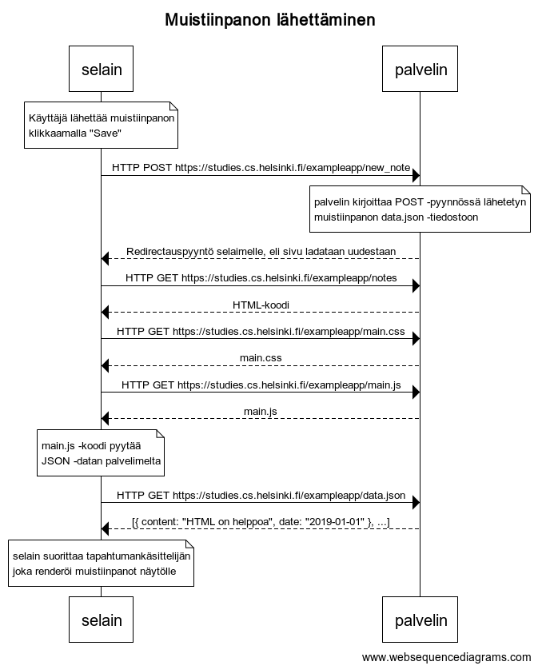 Muistiinpanon lähettäminen
selain
palvelin
Käyttäjä lähettää muistiinpanon
klikkaamalla "Save"
HTTP POST https://studies.cs.helsinki.fi/exampleapp/new_note
palvelin kirjoittaa POST -pyynnössä lähetetyn
muistiinpanon data.json -tiedostoon
Redirectauspyyntö selaimelle, eli sivu ladataan uudestaan
HTTP GET https://studies.cs.helsinki.fi/exampleapp/notes
HTML-koodi
HTTP GET https://studies.cs.helsinki.fi/exampleapp/main.css
main.css
HTTP GET https://studies.cs.helsinki.fi/exampleapp/main.js
main.js
main.js -koodi pyytää
JSON -datan palvelimelta
HTTP GET https://studies.cs.helsinki.fi/exampleapp/data.json
[{ content: "HTML on helppoa", date: "2019-01-01" }, ...]
selain suorittaa tapahtumankäsittelijän
joka renderöi muistiinpanot näytölle
selain
palvelin
www.websequencediagrams.com